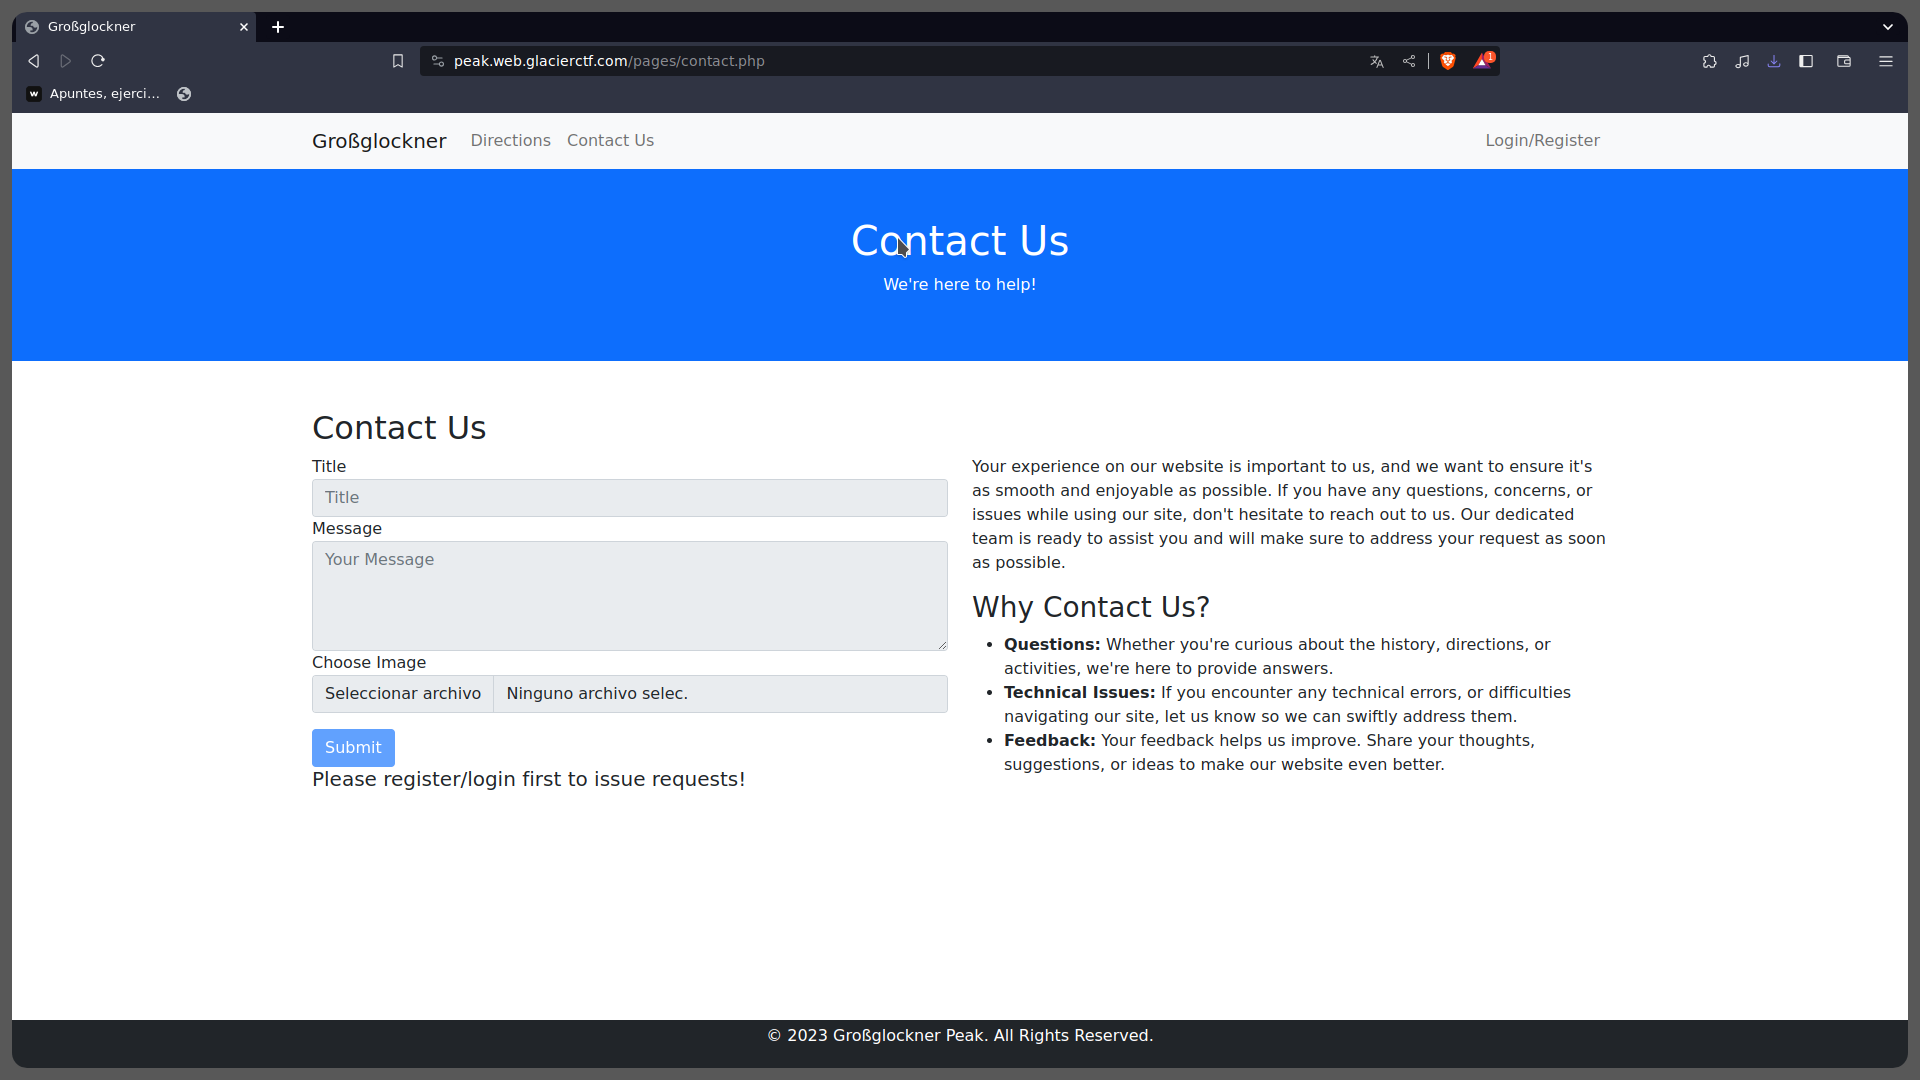 Großglockner
peak.web.glacierctf.com/pages/contact.php
1
w Apuntes, ejerci...
Großglockner Directions Contact Us Login/Register
Contact Us
We're here to help!
Contact Us
Title
Title
Message
Your Message
Choose Image
Seleccionar archivo Ninguno archivo selec.
Submit
Please register/login first to issue requests!
Your experience on our website is important to us, and we want to ensure it's
as smooth and enjoyable as possible. If you have any questions, concerns, or
issues while using our site, don't hesitate to reach out to us. Our dedicated
team is ready to assist you and will make sure to address your request as soon
as possible.
Why Contact Us?
• Questions: Whether you're curious about the history, directions, or
activities, we're here to provide answers.
• Technical Issues: If you encounter any technical errors, or difficulties
navigating our site, let us know so we can swiftly address them.
• Feedback: Your feedback helps us improve. Share your thoughts,
suggestions, or ideas to make our website even better.
© 2023 Großglockner Peak. All Rights Reserved.